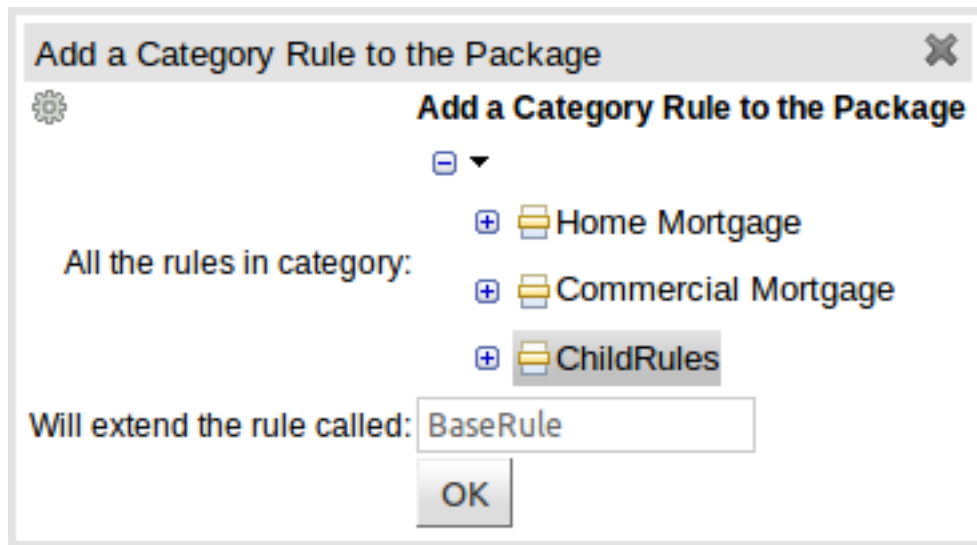 Add a Category Rule to the Package
Add a Category Rule to the Package
All the rules in category:
Home Mortgage
Commercial Mortgage
ChildRules
Will extend the rule called: BaseRule
OK